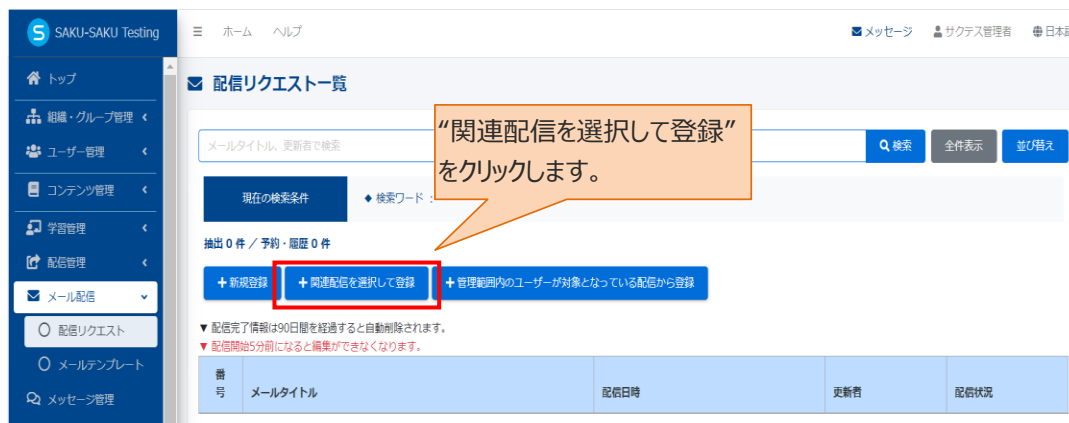 SAKU-SAKU Testing
ホーム ヘルプ
メッセージ サクテス管理者 日本語
トップ
組織・グループ管理
ユーザー管理
コンテンツ管理
学習管理
配信管理
メール配信
配信リクエスト
メールテンプレート
メッセージ管理
配信リクエスト一覧
“関連配信を選択して登録”
をクリックします。
メールタイトル、更新者で検索
検索 全件表示 並び替え
現在の検索条件 ◆ 検索ワード :
抽出 0 件 / 予約・履歴 0 件
+新規登録 +関連配信を選択して登録 +管理範囲内のユーザーが対象となっている配信から登録
▼ 配信完了情報は90日間を経過すると自動削除されます。
▼ 配信開始5分前になると編集ができなくなります。
番号 メールタイトル 配信日時 更新者 配信状況